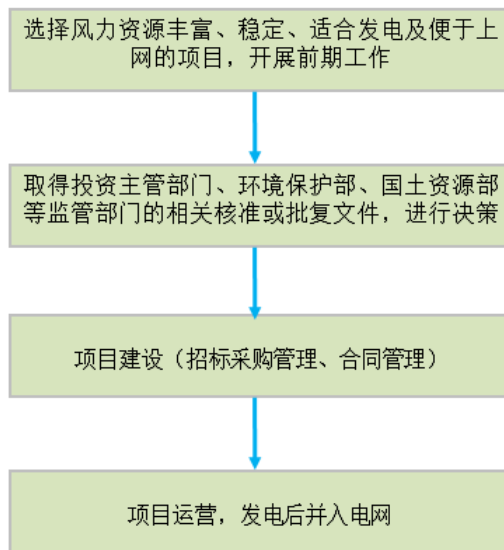 选择风力资源丰富、稳定、适合发电及便于上
网的项目，开展前期工作
取得投资主管部门、环境保护部、国土资源部
等监管部门的相关核准或批复文件，进行决策
项目建设（招标采购管理、合同管理）
项目运营，发电后并入电网